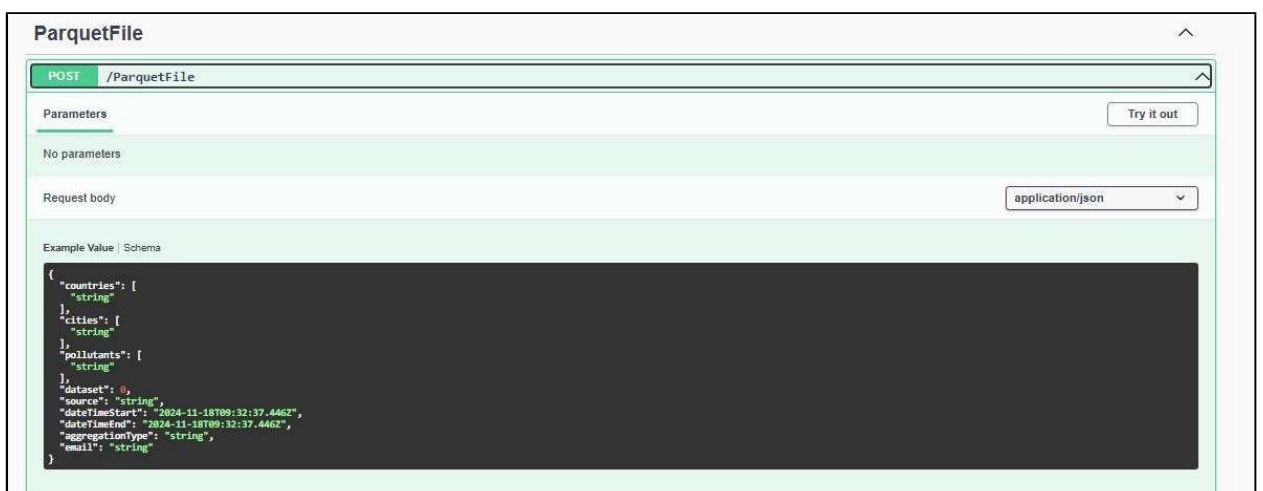 ParquetFile
POST /ParquetFile
Parameters
Try it out
No parameters
Request body
application/json
Example Value | Schema
{
  "countries": [
    "string"
  ],
  "cities": [
    "string"
  ],
  "pollutants": [
    "string"
  ],
  "dataset": 0,
  "source": "string",
  "dateTimeStart": "2024-11-18T09:32:37.446Z",
  "dateTimeEnd": "2024-11-18T09:32:37.446Z",
  "aggregationType": "string",
  "email": "string"
}